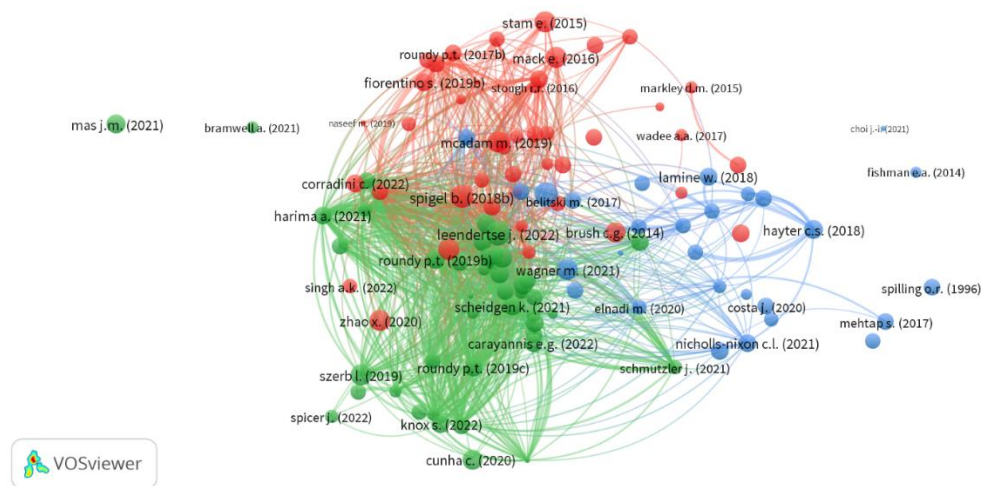 stam e. (2015)
roundy p.t. (2017b)
mack e. (2016)
fiorentino s. (2019b)
stough r.r. (2016)
markley d.m. (2015)
mas j.m. (2021)
bramwell a. (2021)
naseef m. (2019)
choi j.-i. (2021)
mcadam m. (2019)
wadee a.a. (2017)
fishman e.a. (2014)
corradini c. (2022)
lamine w. (2018)
spigel b. (2018b)
belitski m. (2017)
harima a. (2021)
leendertse j. (2022)
brush c.g. (2014)
hayter c.s. (2018)
roundy p.t. (2019b)
wagner m. (2021)
singh a.k. (2022)
spilling o.r. (1996)
scheidgen k. (2021)
elnadi m. (2020)
costa j. (2020)
zhao x. (2020)
mehtap s. (2017)
carayannis e.g. (2022)
nicholls-nixon c.l. (2021)
szerb l. (2019)
roundy p.t. (2019c)
schmutzler j. (2021)
spicer j. (2022)
knox s. (2022)
cunha c. (2020)
VOSviewer